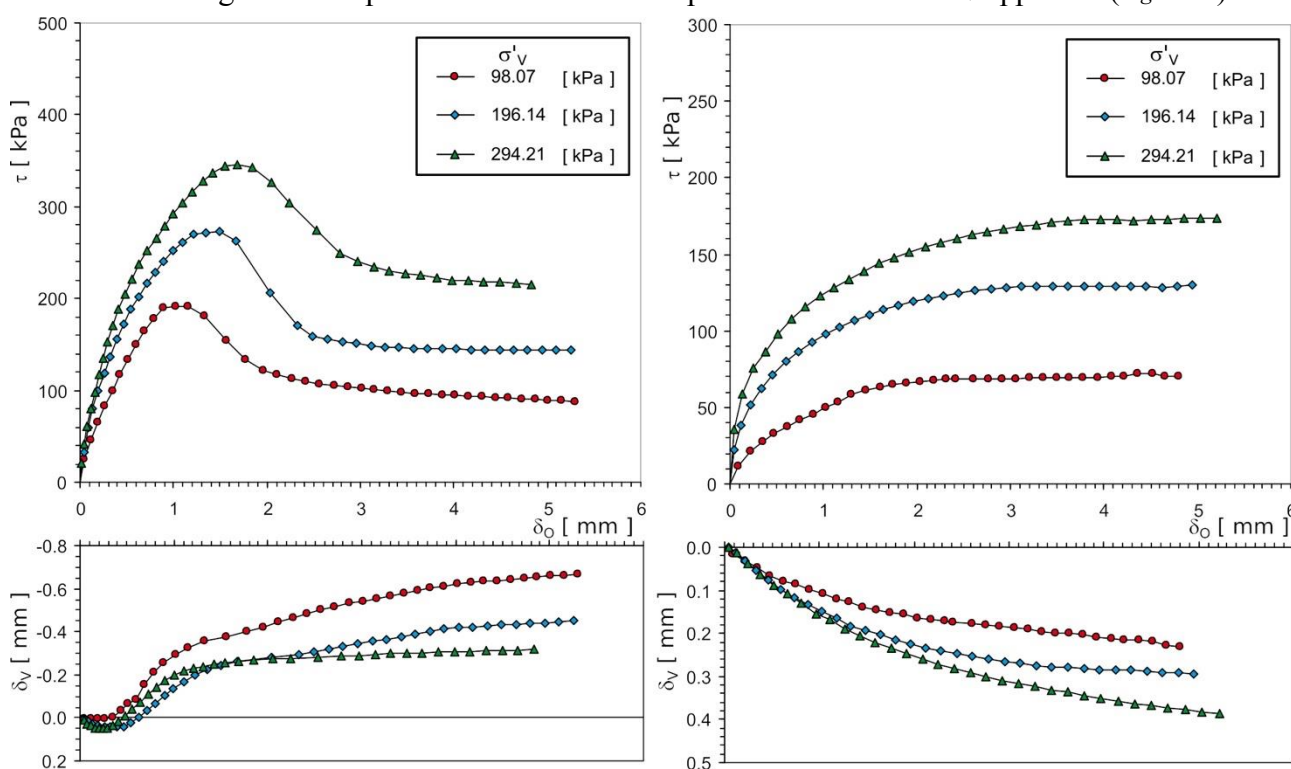 500
400
300
200
100
0
τ [ kPa ]
σ'V
98.07 [ kPa ]
196.14 [ kPa ]
294.21 [ kPa ]
0 1 2 3 4 5 6
δO [ mm ]
-0.8
-0.6
-0.4
-0.2
0.0
0.2
δV [ mm ]
300
250
200
150
100
50
0
τ [ kPa ]
σ'V
98.07 [ kPa ]
196.14 [ kPa ]
294.21 [ kPa ]
0 1 2 3 4 5 6
δO [ mm ]
0.0
0.1
0.2
0.3
0.4
0.5
δV [ mm ]